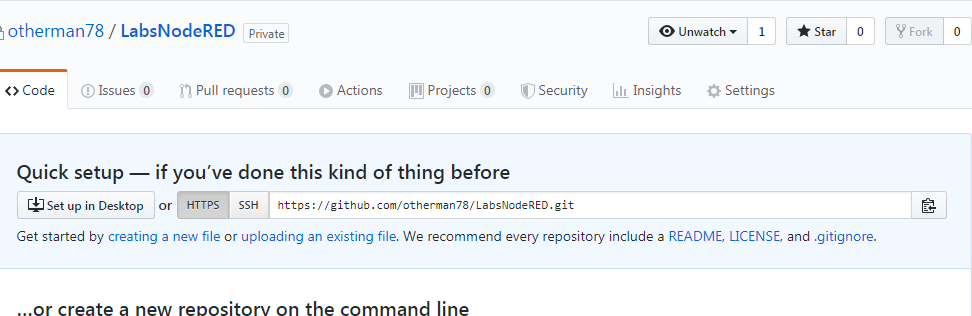 otherman78 / LabsNodeRED Private Unwatch 1 Star 0 Fork 0
Code Issues 0 Pull requests 0 Actions Projects 0 Security Insights Settings
Quick setup — if you’ve done this kind of thing before
Set up in Desktop or HTTPS SSH https://github.com/otherman78/LabsNodeRED.git
Get started by creating a new file or uploading an existing file. We recommend every repository include a README, LICENSE, and .gitignore.
…or create a new repository on the command line